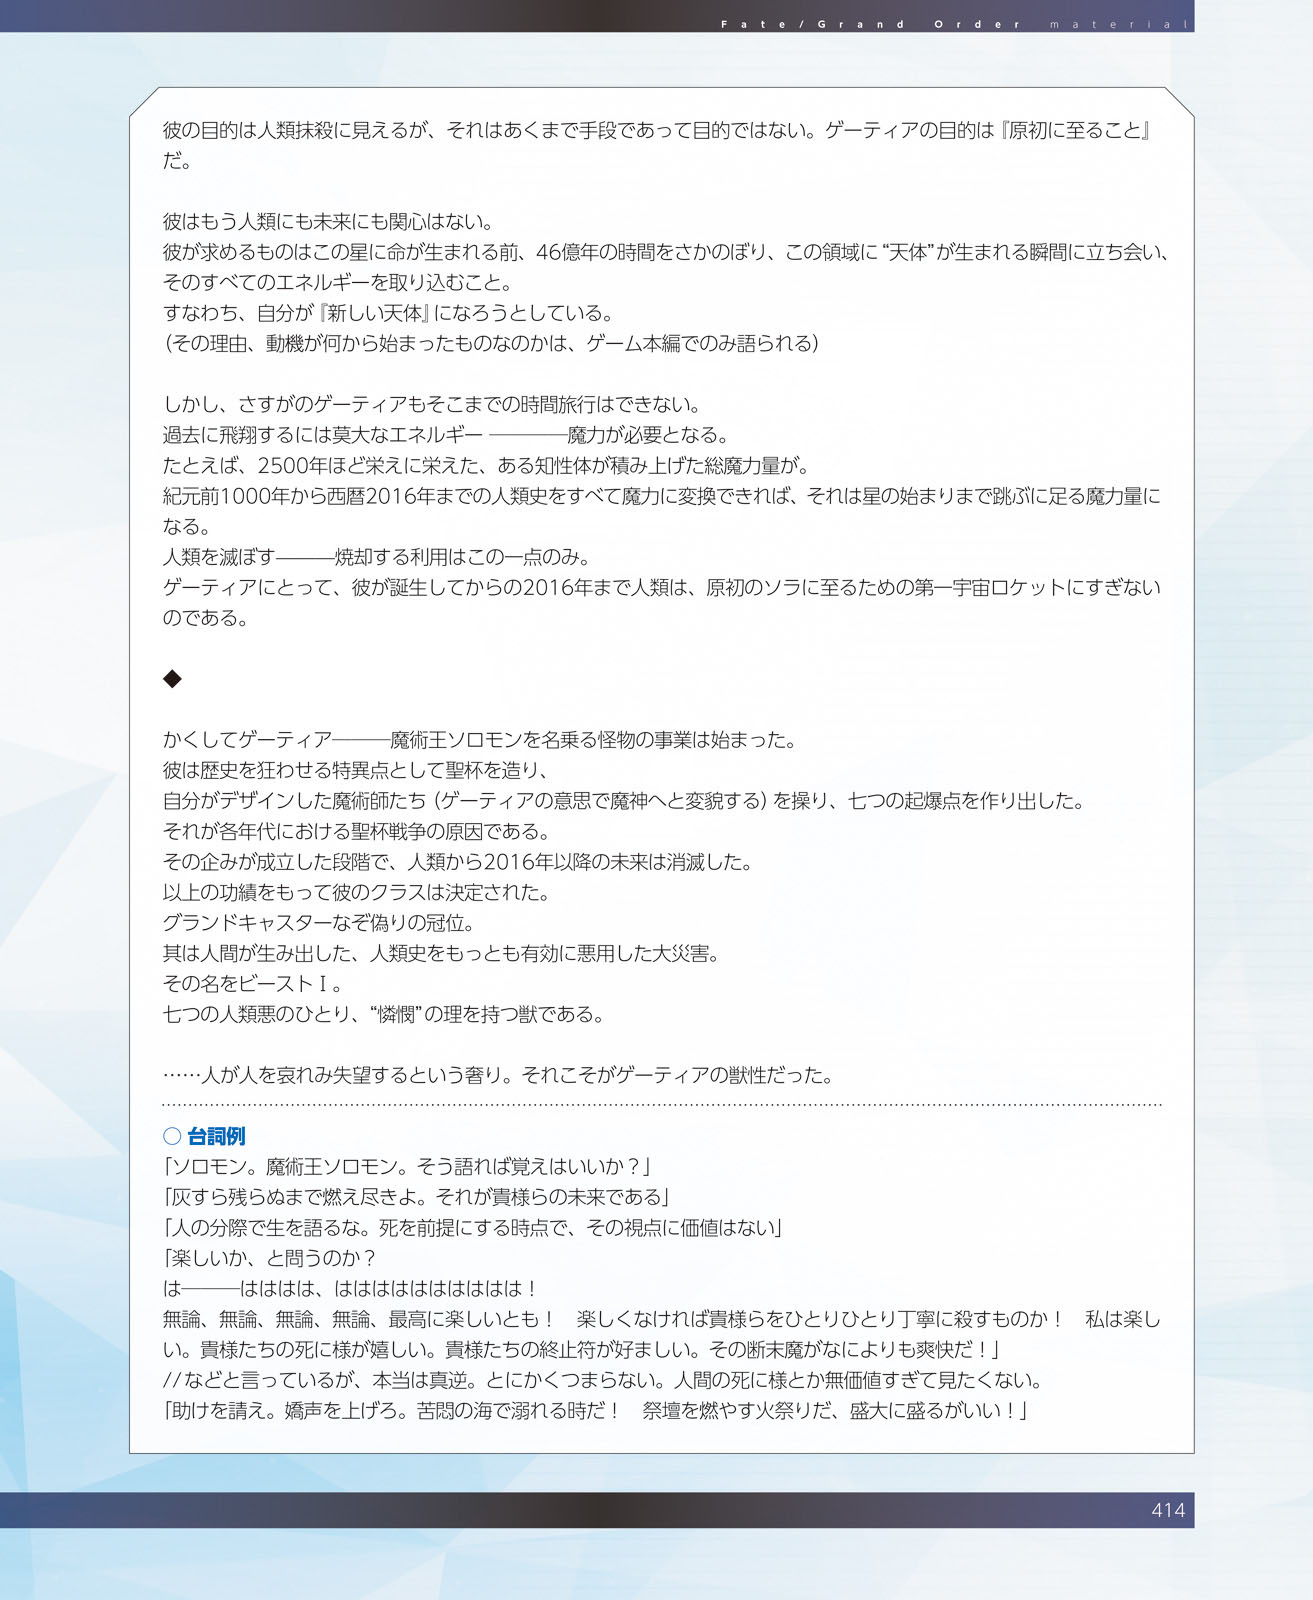 Fate/Grand Order material
彼の目的は人類抹殺に見えるが、それはあくまで手段であって目的ではない。ゲーティアの目的は『原初に至ること』
だ。
彼はもう人類にも未来にも関心はない。
彼が求めるものはこの星に命が生まれる前、46億年の時間をさかのぼり、この領域に“天体”が生まれる瞬間に立ち会い、
そのすべてのエネルギーを取り込むこと。
すなわち、自分が『新しい天体』になろうとしている。
（その理由、動機が何から始まったものなのかは、ゲーム本編でのみ語られる）
しかし、さすがのゲーティアもそこまでの時間旅行はできない。
過去に飛翔するには莫大なエネルギー ————魔力が必要となる。
たとえば、2500年ほど栄えに栄えた、ある知性体が積み上げた総魔力量が。
紀元前1000年から西暦2016年までの人類史をすべて魔力に変換できれば、それは星の始まりまで跳ぶに足る魔力量に
なる。
人類を滅ぼす———焼却する利用はこの一点のみ。
ゲーティアにとって、彼が誕生してからの2016年まで人類は、原初のソラに至るための第一宇宙ロケットにすぎない
のである。
◆
かくしてゲーティア———魔術王ソロモンを名乗る怪物の事業は始まった。
彼は歴史を狂わせる特異点として聖杯を造り、
自分がデザインした魔術師たち（ゲーティアの意思で魔神へと変貌する）を操り、七つの起爆点を作り出した。
それが各年代における聖杯戦争の原因である。
その企みが成立した段階で、人類から2016年以降の未来は消滅した。
以上の功績をもって彼のクラスは決定された。
グランドキャスターなぞ偽りの冠位。
其は人間が生み出した、人類史をもっとも有効に悪用した大災害。
その名をビーストⅠ。
七つの人類悪のひとり、“憐憫”の理を持つ獣である。
……人が人を哀れみ失望するという奢り。それこそがゲーティアの獣性だった。
○ 台詞例
「ソロモン。魔術王ソロモン。そう語れば覚えはいいか？」
「灰すら残らぬまで燃え尽きよ。それが貴様らの未来である」
「人の分際で生を語るな。死を前提にする時点で、その視点に価値はない」
「楽しいか、と問うのか？
は———はははは、はははははははははは！
無論、無論、無論、無論、最高に楽しいとも！　楽しくなければ貴様らをひとりひとり丁寧に殺すものか！　私は楽し
い。貴様たちの死に様が嬉しい。貴様たちの終止符が好ましい。その断末魔がなによりも爽快だ！」
//などと言っているが、本当は真逆。とにかくつまらない。人間の死に様とか無価値すぎて見たくない。
「助けを請え。嬌声を上げろ。苦悶の海で溺れる時だ！　祭壇を燃やす火祭りだ、盛大に盛るがいい！」
414